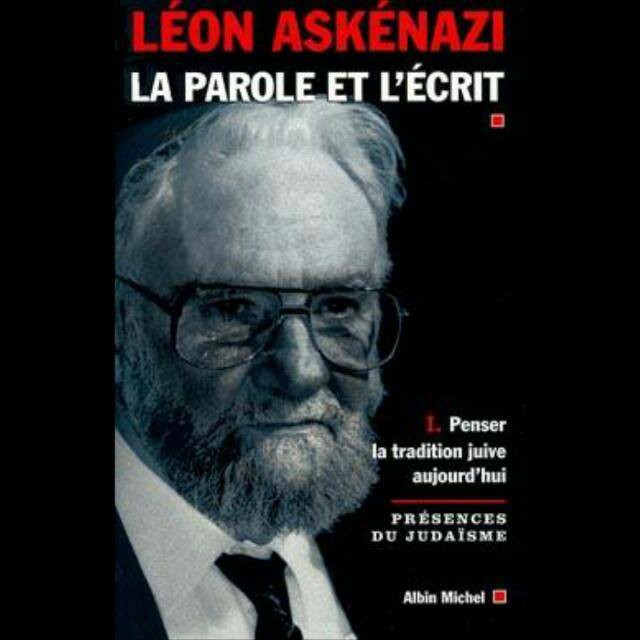 LÉON ASKÉNAZI
LA PAROLE ET L'ÉCRIT
I. Penser
la tradition juive
aujourd'hui
PRÉSENCES
DU JUDAÏSME
Albin Michel